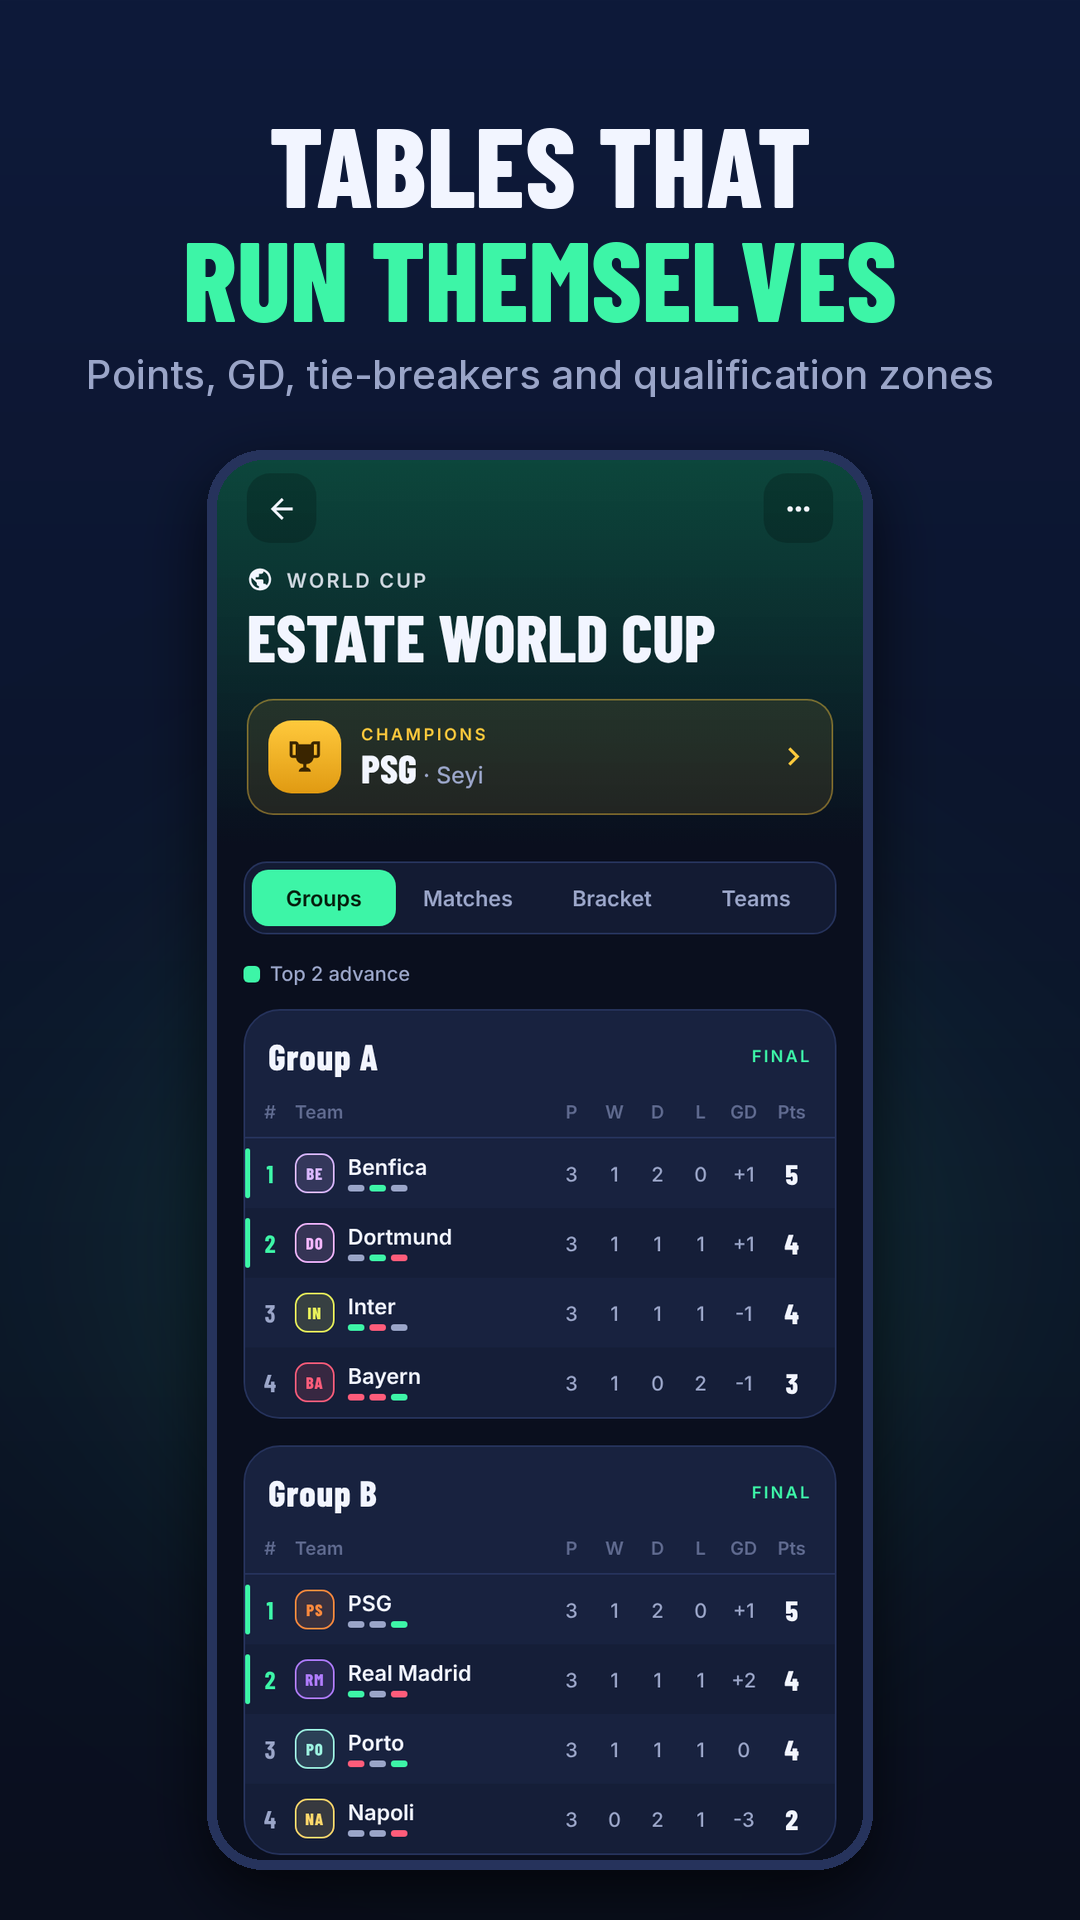 TABLES THAT
RUN THEMSELVES
Points, GD, tie-breakers and qualification zones
WORLD CUP
ESTATE WORLD CUP
CHAMPIONS
PSG · Seyi
Groups Matches Bracket Teams
Top 2 advance
Group A FINAL
# Team P W D L GD Pts
1 BE Benfica 3 1 2 0 +1 5
2 DO Dortmund 3 1 1 1 +1 4
3 IN Inter 3 1 1 1 -1 4
4 BA Bayern 3 1 0 2 -1 3
Group B FINAL
# Team P W D L GD Pts
1 PS PSG 3 1 2 0 +1 5
2 RM Real Madrid 3 1 1 1 +2 4
3 PO Porto 3 1 1 1 0 4
4 NA Napoli 3 0 2 1 -3 2